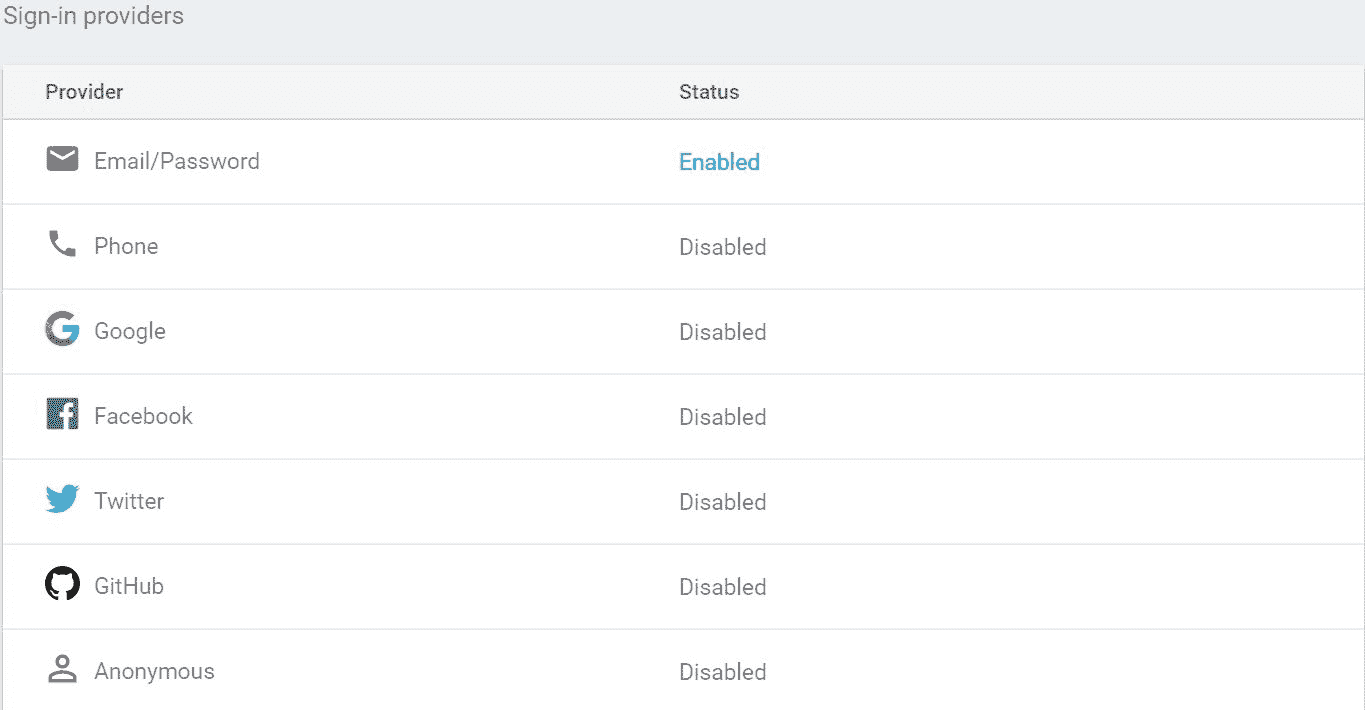 Sign-in providers
Provider Status
Email/Password Enabled
Phone Disabled
Google Disabled
Facebook Disabled
Twitter Disabled
GitHub Disabled
Anonymous Disabled